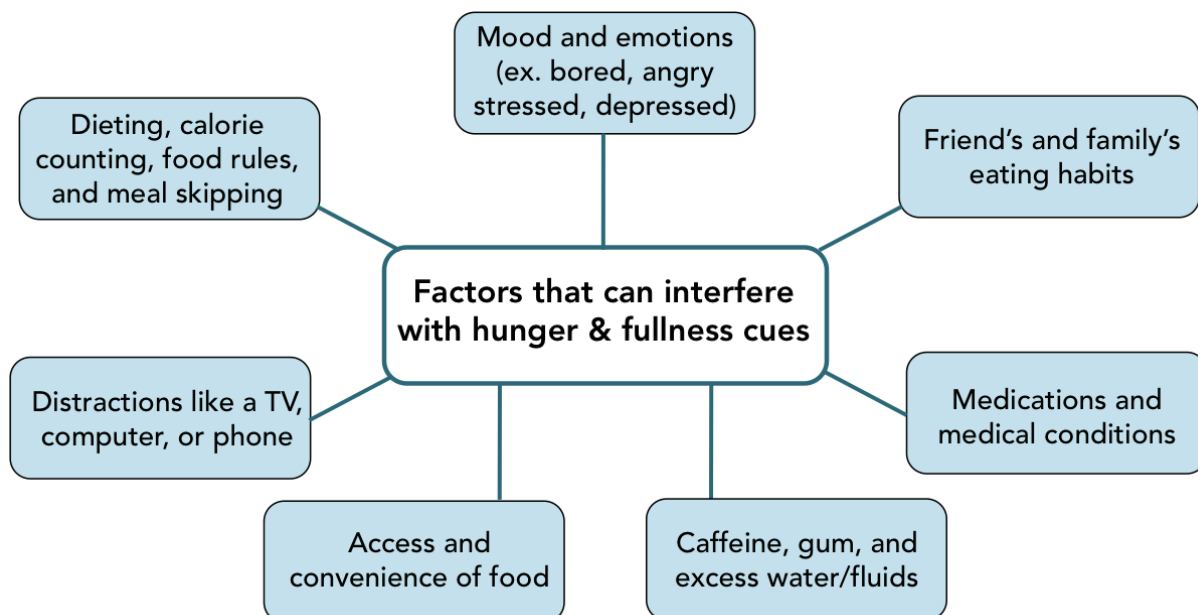 Mood and emotions
(ex. bored, angry
stressed, depressed)
Dieting, calorie
counting, food rules,
and meal skipping
Friend’s and family’s
eating habits
Factors that can interfere
with hunger & fullness cues
Distractions like a TV,
computer, or phone
Medications and
medical conditions
Access and
convenience of food
Caffeine, gum, and
excess water/fluids